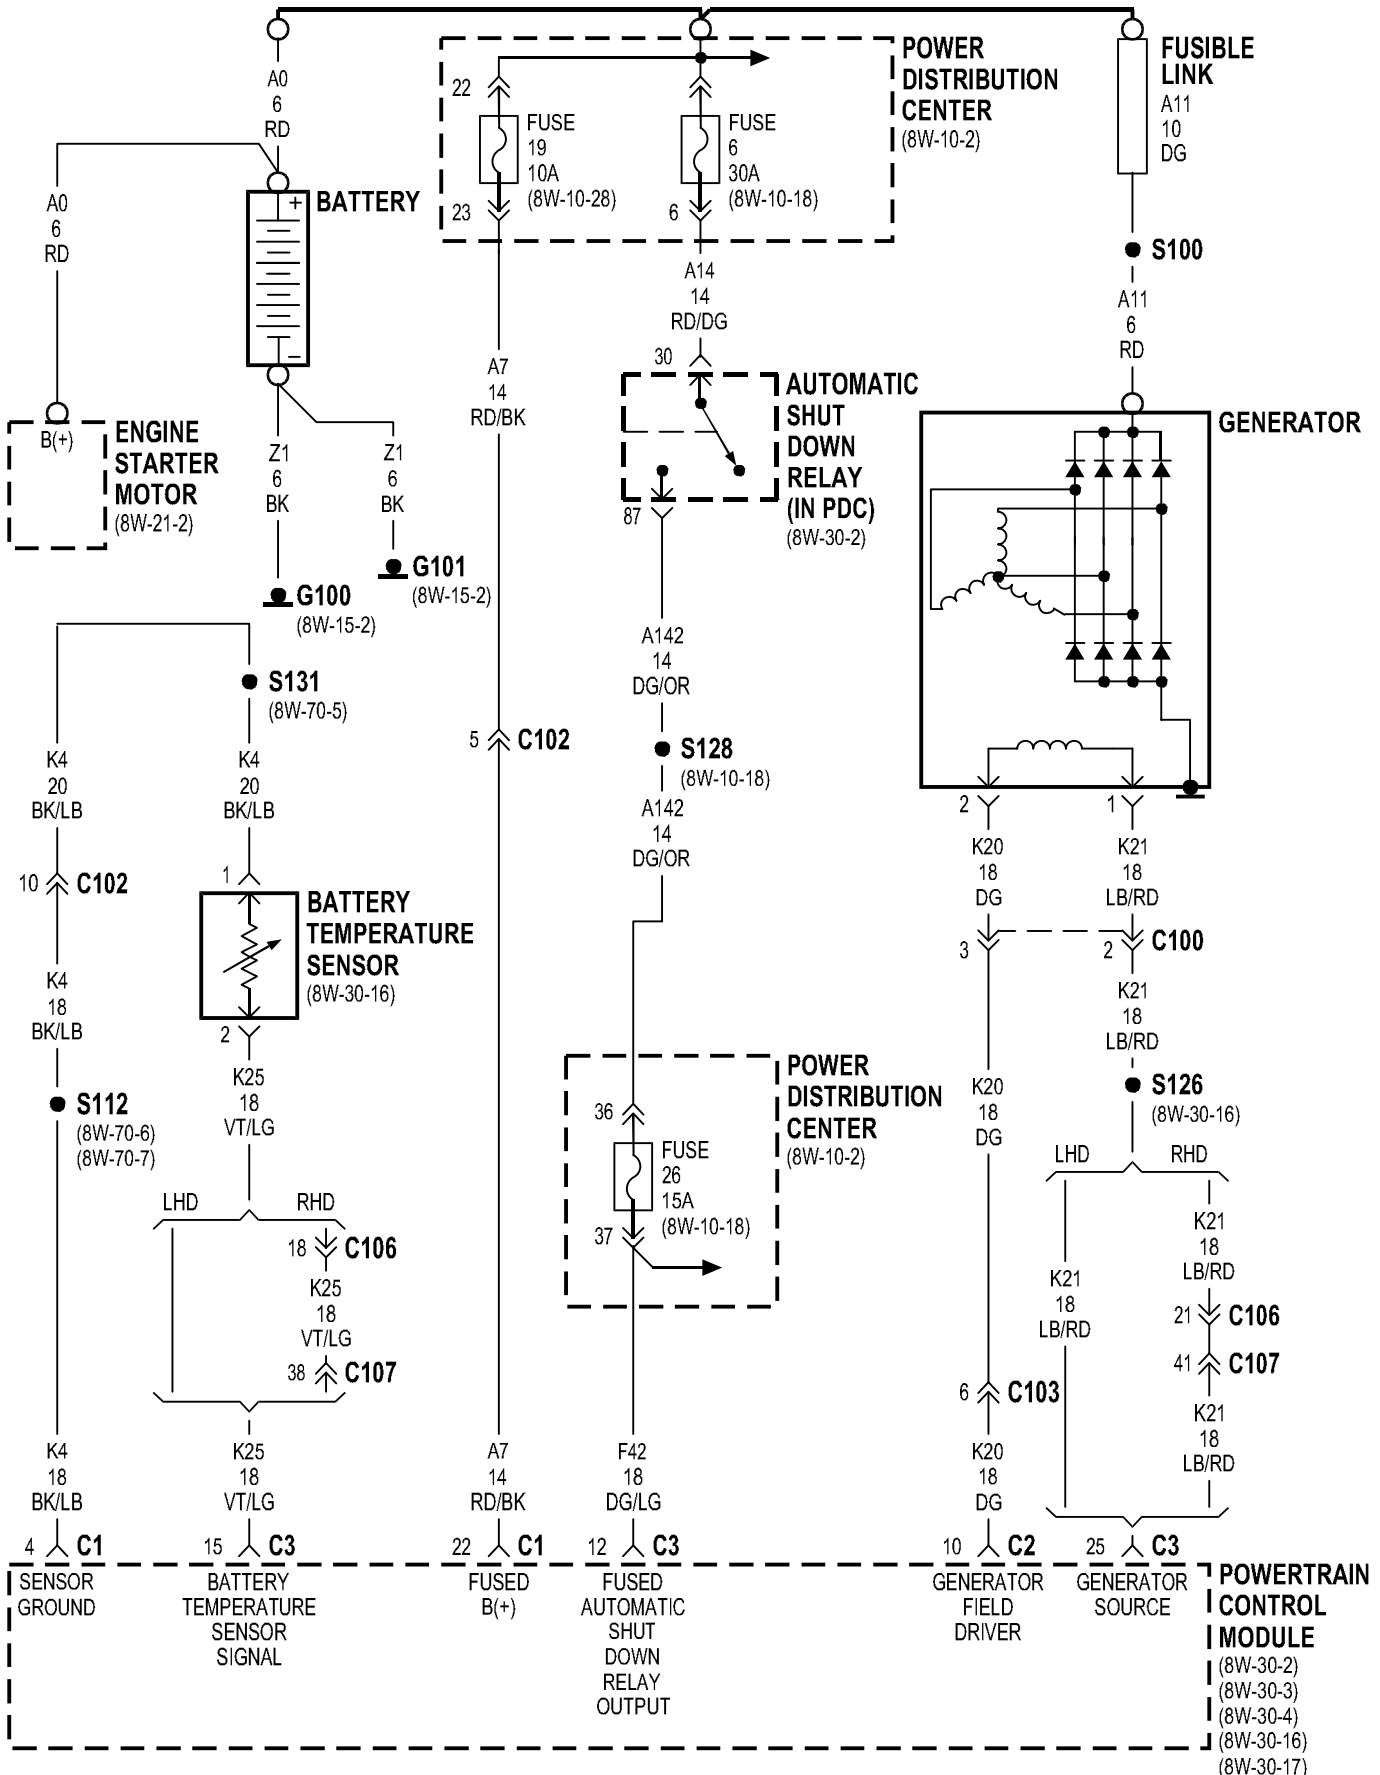 A0
6
RD
A0
6
RD
BATTERY
+
−
B(+)
ENGINE
STARTER
MOTOR
(8W-21-2)
Z1
6
BK
Z1
6
BK
G101
(8W-15-2)
G100
(8W-15-2)
22
FUSE
19
10A
(8W-10-28)
23
FUSE
6
30A
(8W-10-18)
6
POWER
DISTRIBUTION
CENTER
(8W-10-2)
FUSIBLE
LINK
A11
10
DG
S100
A11
6
RD
A14
14
RD/DG
30
AUTOMATIC
SHUT
DOWN
RELAY
(IN PDC)
(8W-30-2)
87
A7
14
RD/BK
GENERATOR
A142
14
DG/OR
S128
(8W-10-18)
A142
14
DG/OR
5
C102
S131
(8W-70-5)
K4
20
BK/LB
K4
20
BK/LB
10
C102
1
BATTERY
TEMPERATURE
SENSOR
(8W-30-16)
2
K4
18
BK/LB
S112
(8W-70-6)
(8W-70-7)
K25
18
VT/LG
LHD
RHD
18
C106
K25
18
VT/LG
38
C107
2
1
K20
18
DG
K21
18
LB/RD
3
2
C100
K21
18
LB/RD
K20
18
DG
S126
(8W-30-16)
POWER
DISTRIBUTION
CENTER
(8W-10-2)
36
FUSE
26
15A
(8W-10-18)
37
LHD
RHD
K21
18
LB/RD
K21
18
LB/RD
21
C106
41
C107
K21
18
LB/RD
6
C103
K4
18
BK/LB
K25
18
VT/LG
A7
14
RD/BK
F42
18
DG/LG
K20
18
DG
4
C1
15
C3
22
C1
12
C3
10
C2
25
C3
SENSOR
GROUND
BATTERY
TEMPERATURE
SENSOR
SIGNAL
FUSED
B(+)
FUSED
AUTOMATIC
SHUT
DOWN
RELAY
OUTPUT
GENERATOR
FIELD
DRIVER
GENERATOR
SOURCE
POWERTRAIN
CONTROL
MODULE
(8W-30-2)
(8W-30-3)
(8W-30-4)
(8W-30-16)
(8W-30-17)